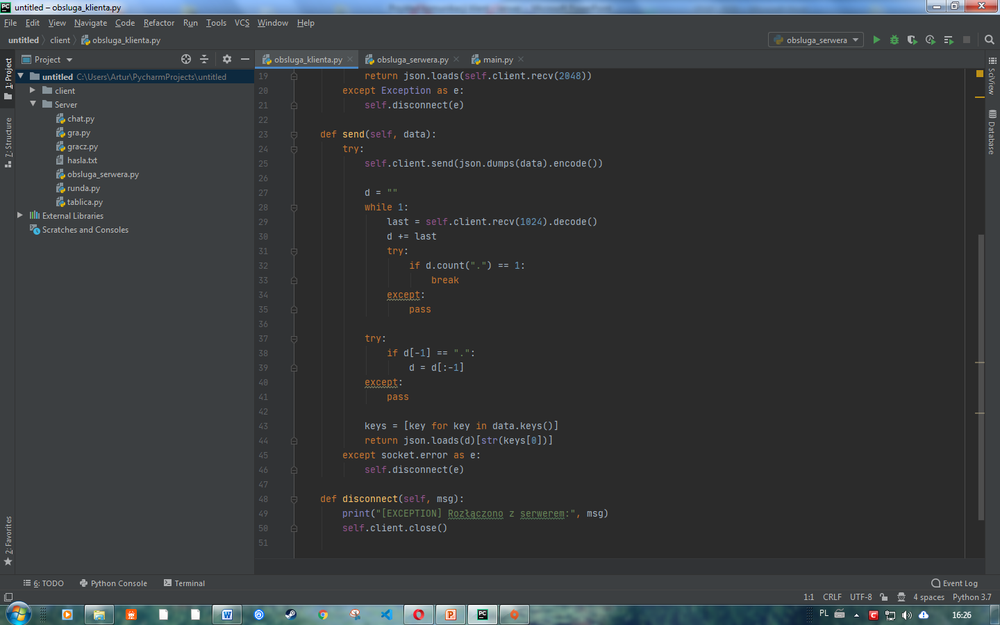 untitled – obsluga_klienta.py
File Edit View Navigate Code Refactor Run Tools VCS Window Help
untitled client obsluga_klienta.py obsluga_serwera
Project obsluga_klienta.py obsluga_serwera.py main.py
1: Project
7: Structure
2: Favorites
untitled C:\Users\Artur\PycharmProjects\untitled
client
Server
chat.py
gra.py
gracz.py
hasla.txt
obsluga_serwera.py
runda.py
tablica.py
External Libraries
Scratches and Consoles
19 return json.loads(self.client.recv(2048))
20 except Exception as e:
21 self.disconnect(e)
22
23 def send(self, data):
24 try:
25 self.client.send(json.dumps(data).encode())
26
27 d = ""
28 while 1:
29 last = self.client.recv(1024).decode()
30 d += last
31 try:
32 if d.count(".") == 1:
33 break
34 except:
35 pass
36
37 try:
38 if d[-1] == ".":
39 d = d[:-1]
40 except:
41 pass
42
43 keys = [key for key in data.keys()]
44 return json.loads(d)[str(keys[0])]
45 except socket.error as e:
46 self.disconnect(e)
47
48 def disconnect(self, msg):
49 print("[EXCEPTION] Rozłączono z serwerem:", msg)
50 self.client.close()
51
SciView
Database
6: TODO Python Console Terminal Event Log
1:1 CRLF UTF-8 4 spaces Python 3.7
PL 16:26